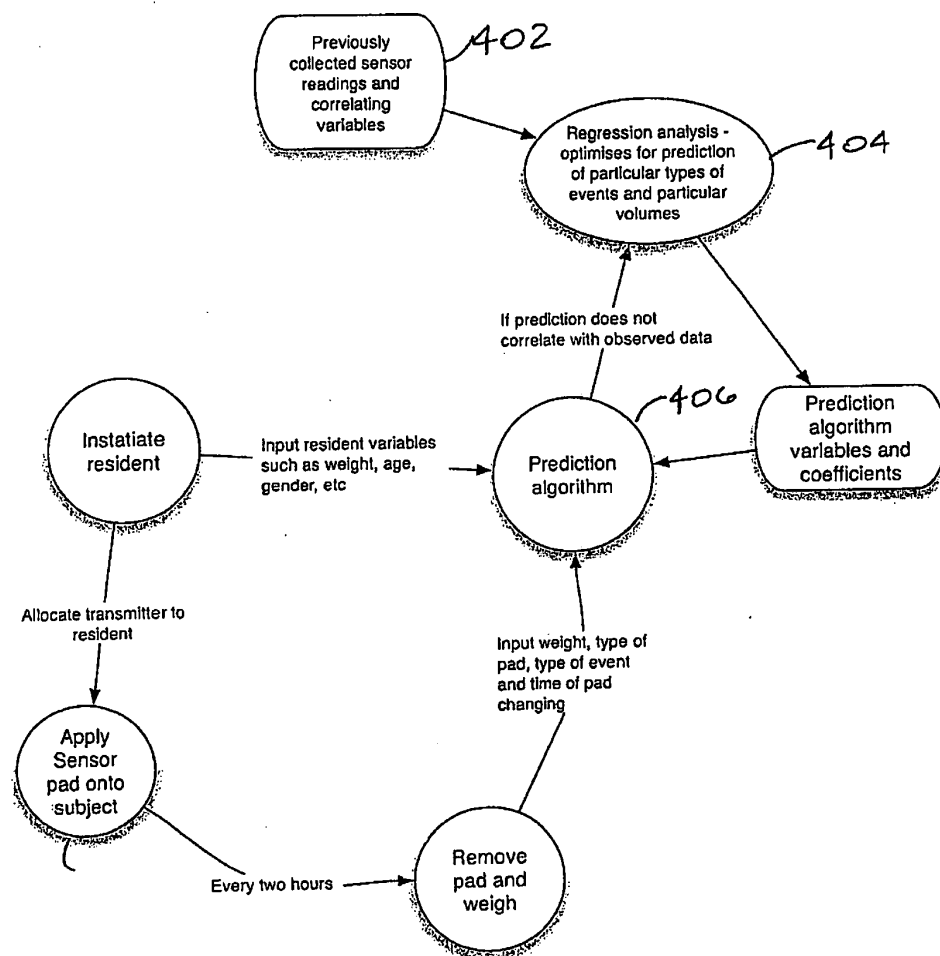 Previously
collected sensor
readings and
correlating
variables
402
Regression analysis -
optimises for prediction
of particular types of
events and particular
volumes
404
If prediction does not
correlate with observed data
406
Instatiate
resident
Input resident variables
such as weight, age,
gender, etc
Prediction
algorithm
Prediction
algorithm
variables and
coefficients
Allocate transmitter to
resident
Input weight, type of
pad, type of event
and time of pad
changing
Apply
Sensor
pad onto
subject
Every two hours
Remove
pad and
weigh